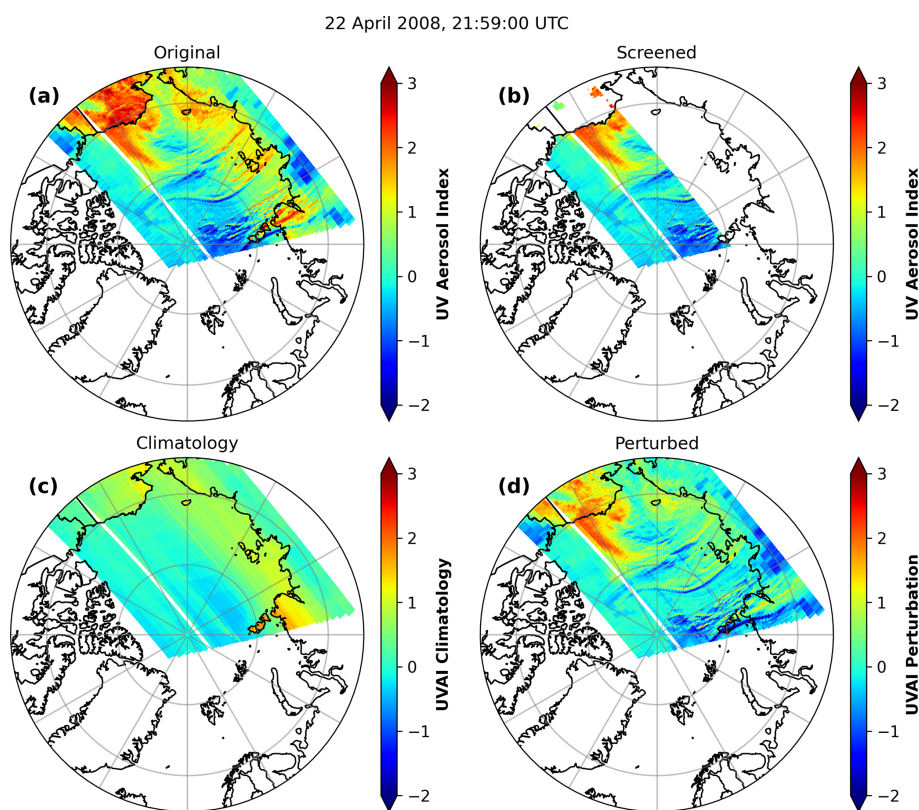 22 April 2008, 21:59:00 UTC
Original
Screened
(a)
3
2
1
0
−1
−2
UV Aerosol Index
(b)
3
2
1
0
−1
−2
UV Aerosol Index
Climatology
Perturbed
(c)
3
2
1
0
−1
−2
UVAI Climatology
(d)
3
2
1
0
−1
−2
UVAI Perturbation